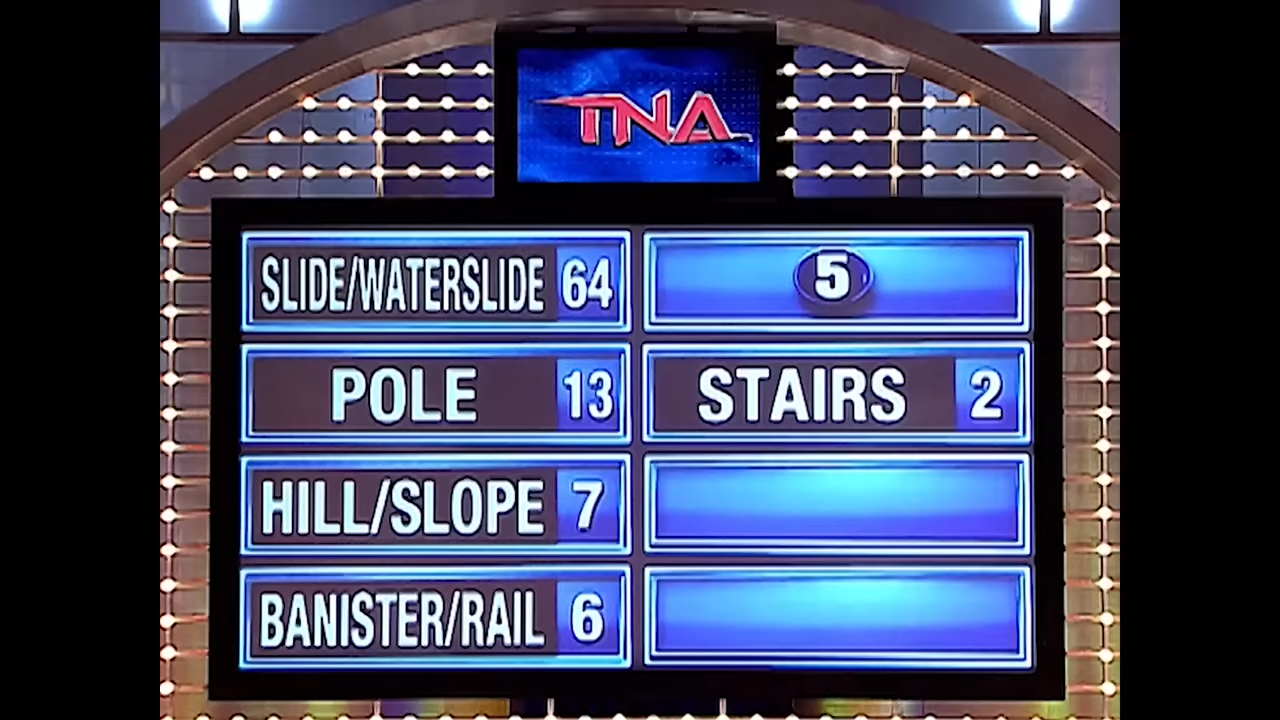 TNA
SLIDE/WATERSLIDE 64
POLE 13
HILL/SLOPE 7
BANISTER/RAIL 6
5
STAIRS 2